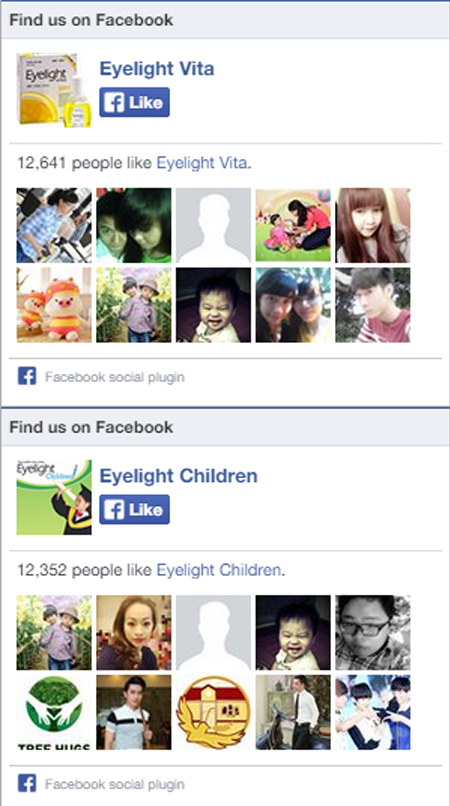 Find us on Facebook
Eyelight
Eyelight Vita
Like
12,641 people like Eyelight Vita.
Facebook social plugin
Find us on Facebook
Eyelight
Children
Eyelight Children
Like
12,352 people like Eyelight Children.
TREE HUGS
Facebook social plugin